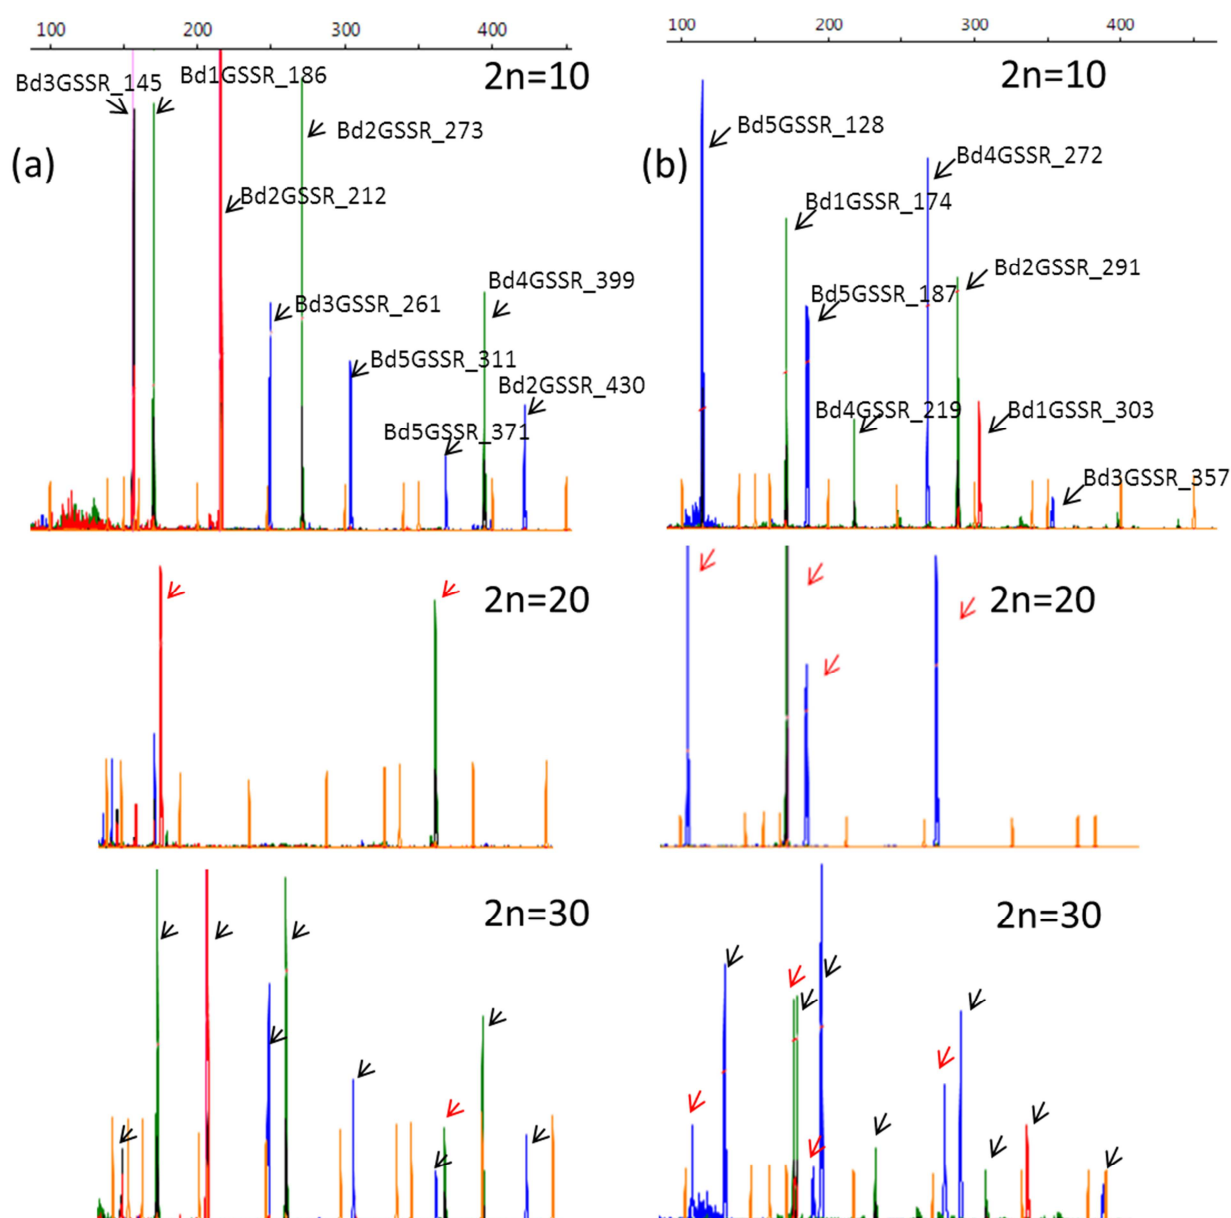 100 200 300 400
2n=10
Bd3GSSR_145
Bd1GSSR_186
Bd2GSSR_273
(a)
Bd2GSSR_212
Bd4GSSR_399
Bd3GSSR_261
Bd5GSSR_311
Bd2GSSR_430
Bd5GSSR_371
2n=20
2n=30
100 200 300 400
2n=10
Bd5GSSR_128
(b)
Bd4GSSR_272
Bd1GSSR_174
Bd2GSSR_291
Bd5GSSR_187
Bd4GSSR_219
Bd1GSSR_303
Bd3GSSR_357
2n=20
2n=30